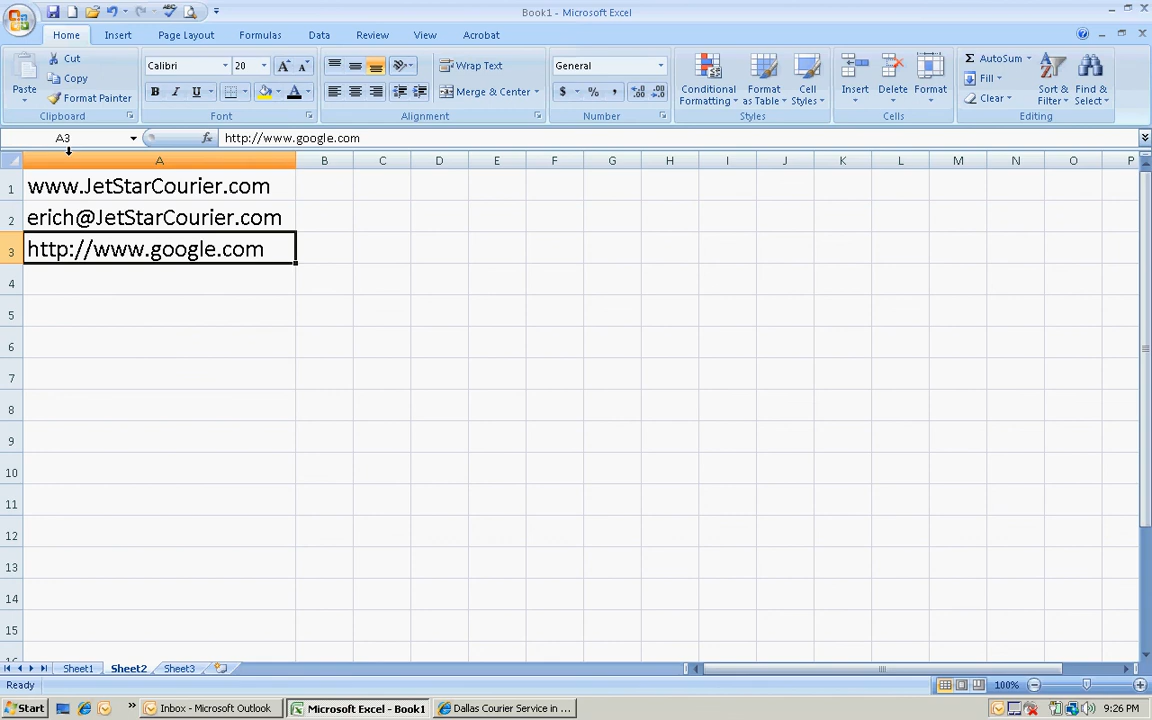 Book1 - Microsoft Excel
Home Insert Page Layout Formulas Data Review View Acrobat
Cut
Copy
Format Painter
Paste
Clipboard
Calibri 20
B I U A
Font
Wrap Text
Merge & Center
Alignment
General
$ % ,
Number
Conditional Formatting
Format as Table
Cell Styles
Styles
Insert Delete Format
Cells
Σ AutoSum
Fill
Clear
Sort & Filter
Find & Select
Editing
A3 fx http://www.google.com
A B C D E F G H I J K L M N O P
1 www.JetStarCourier.com
2 erich@JetStarCourier.com
3 http://www.google.com
4
5
6
7
8
9
10
11
12
13
14
15
Sheet1 Sheet2 Sheet3
Ready 100%
Start Inbox - Microsoft Outlook Microsoft Excel - Book1 Dallas Courier Service in ... 9:26 PM